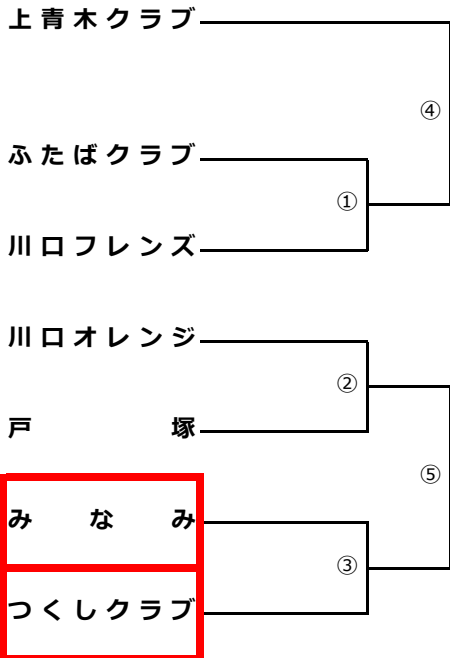 上青木クラブ
④
ふたばクラブ
①
川口フレンズ
川口オレンジ
②
戸塚
⑤
みなみ
③
つくしクラブ